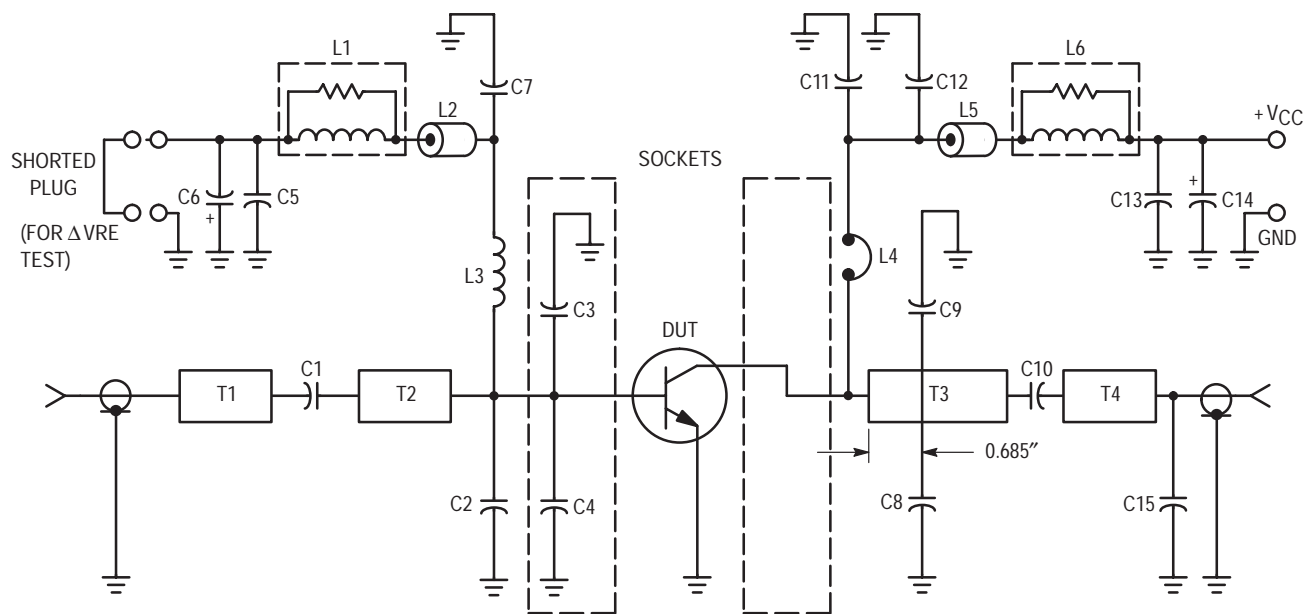 L1
L6
C7
C11
C12
L2
L5
+ VCC
SHORTED
PLUG
(FOR Δ VRE
TEST)
C6
+
C5
SOCKETS
C13
+
C14
GND
L3
L4
C3
C9
DUT
C1
C10
T1
T2
T3
T4
0.685″
C2
C4
C8
C15